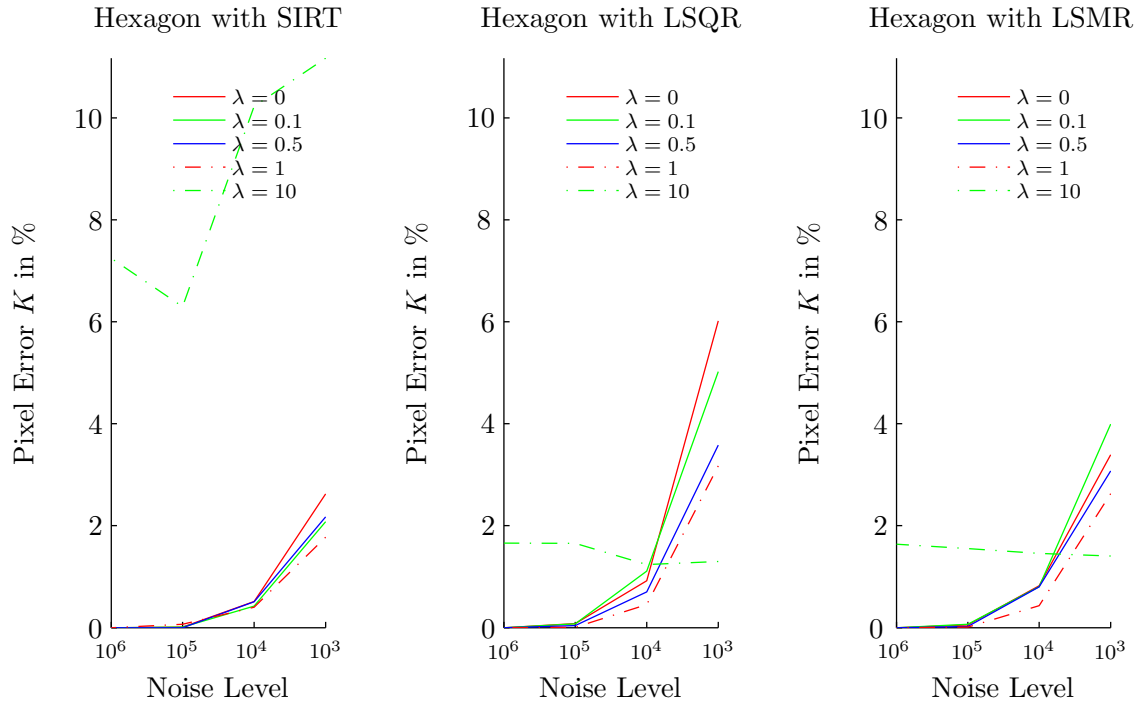 Hexagon with SIRT
10
8
6
4
2
0
10^6
10^5
10^4
10^3
Noise Level
Pixel Error K in %
λ = 0
λ = 0.1
λ = 0.5
λ = 1
λ = 10
Hexagon with LSQR
10
8
6
4
2
0
10^6
10^5
10^4
10^3
Noise Level
Pixel Error K in %
λ = 0
λ = 0.1
λ = 0.5
λ = 1
λ = 10
Hexagon with LSMR
10
8
6
4
2
0
10^6
10^5
10^4
10^3
Noise Level
Pixel Error K in %
λ = 0
λ = 0.1
λ = 0.5
λ = 1
λ = 10